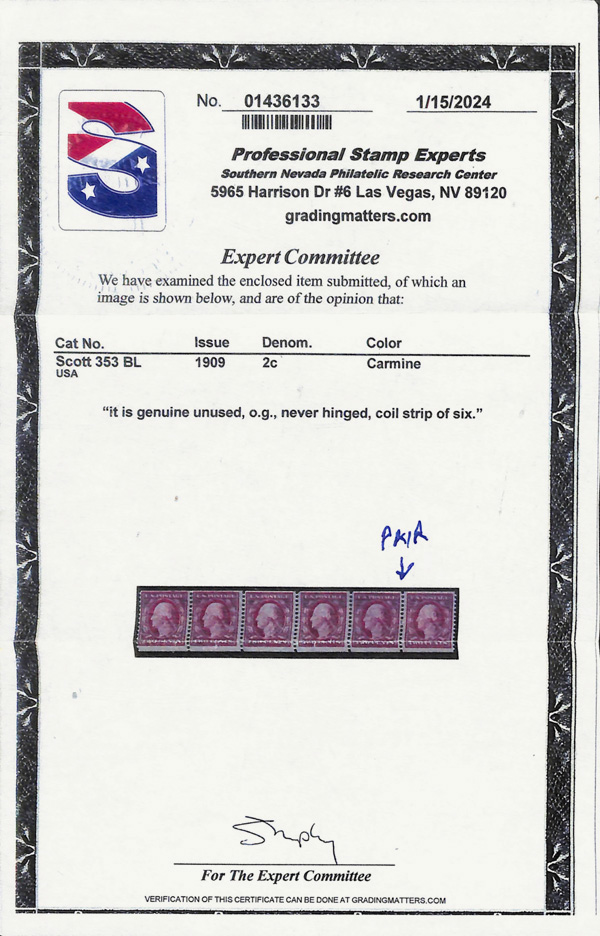 No. 01436133 1/15/2024
Professional Stamp Experts
Southern Nevada Philatelic Research Center
5965 Harrison Dr #6 Las Vegas, NV 89120
gradingmatters.com
Expert Committee
We have examined the enclosed item submitted, of which an
image is shown below, and are of the opinion that:
Cat No. Issue Denom. Color
Scott 353 BL 1909 2c Carmine
USA
“it is genuine unused, o.g., never hinged, coil strip of six.”
PAIR
For The Expert Committee
VERIFICATION OF THIS CERTIFICATE CAN BE DONE AT GRADINGMATTERS.COM